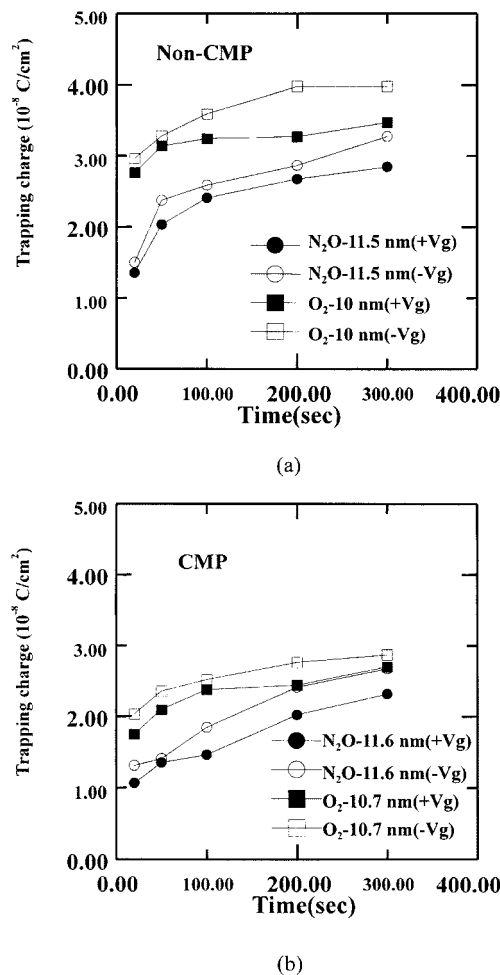 5.00
Non-CMP
4.00
3.00
2.00
1.00
0.00
Trapping charge (10⁻⁸ C/cm²)
N₂O-11.5 nm(+Vg)
N₂O-11.5 nm(-Vg)
O₂-10 nm(+Vg)
O₂-10 nm(-Vg)
0.00 100.00 200.00 300.00 400.00
Time(sec)
(a)
5.00
CMP
4.00
3.00
2.00
1.00
0.00
Trapping charge (10⁻⁸ C/cm²)
N₂O-11.6 nm(+Vg)
N₂O-11.6 nm(-Vg)
O₂-10.7 nm(+Vg)
O₂-10.7 nm(-Vg)
0.00 100.00 200.00 300.00 400.00
Time(sec)
(b)